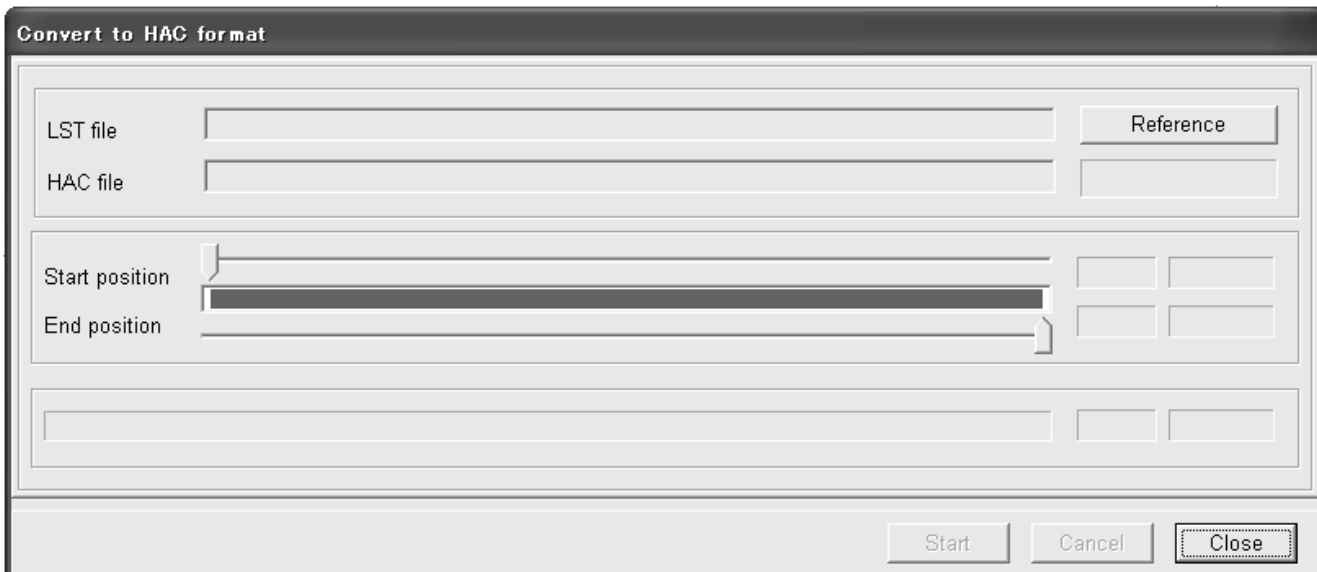 Convert to HAC format
LST file
Reference
HAC file
Start position
End position
Start
Cancel
Close